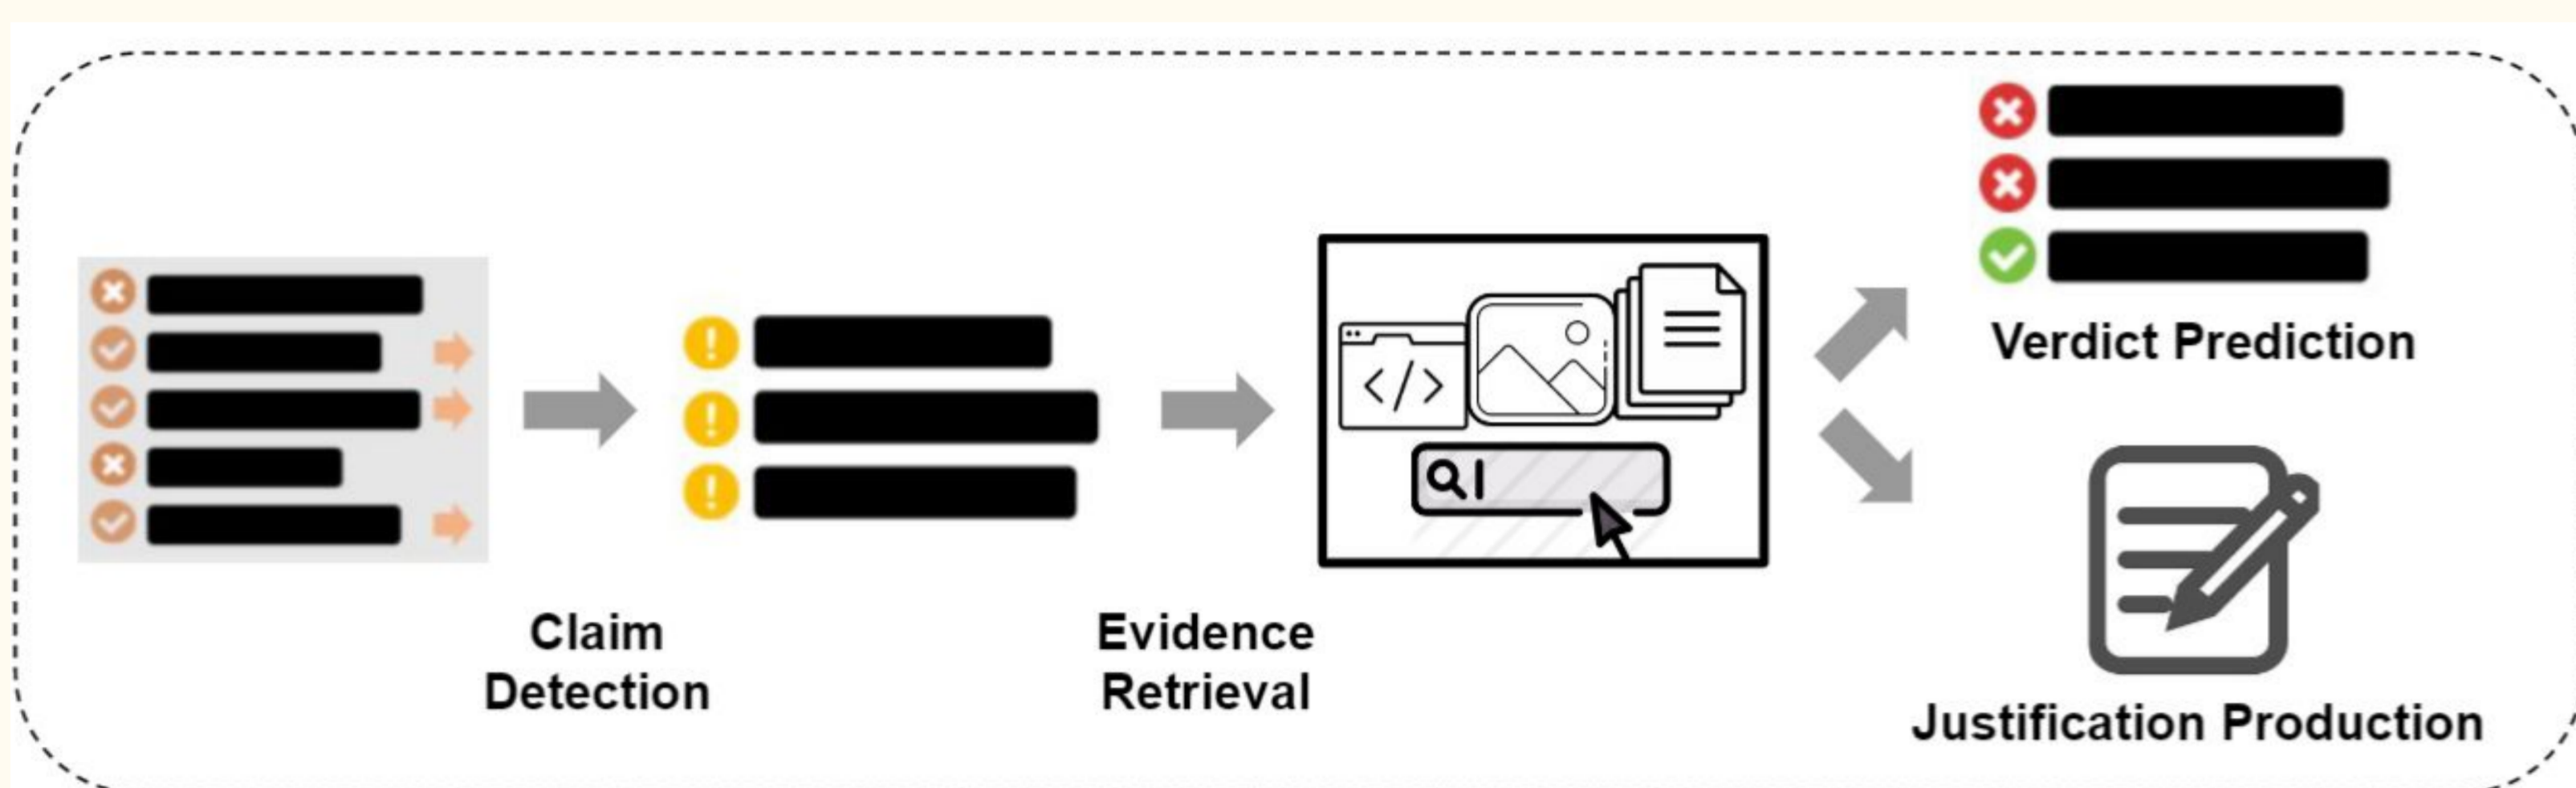 Claim
Detection
Evidence
Retrieval
Verdict Prediction
Justification Production